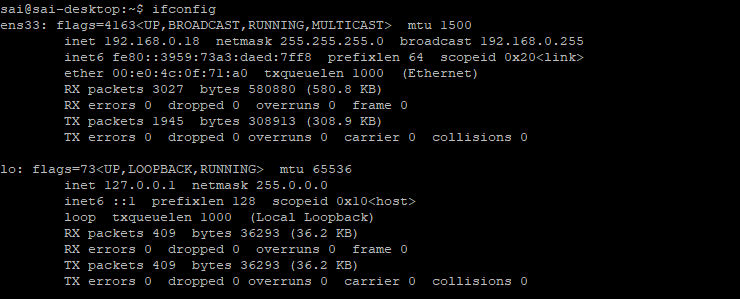 sai@sai-desktop:~$ ifconfig
ens33: flags=4163<UP,BROADCAST,RUNNING,MULTICAST>  mtu 1500
        inet 192.168.0.18  netmask 255.255.255.0  broadcast 192.168.0.255
        inet6 fe80::3959:73a3:daed:7ff8  prefixlen 64  scopeid 0x20<link>
        ether 00:e0:4c:0f:71:a0  txqueuelen 1000  (Ethernet)
        RX packets 3027  bytes 580880 (580.8 KB)
        RX errors 0  dropped 0  overruns 0  frame 0
        TX packets 1945  bytes 308913 (308.9 KB)
        TX errors 0  dropped 0 overruns 0  carrier 0  collisions 0

lo: flags=73<UP,LOOPBACK,RUNNING>  mtu 65536
        inet 127.0.0.1  netmask 255.0.0.0
        inet6 ::1  prefixlen 128  scopeid 0x10<host>
        loop  txqueuelen 1000  (Local Loopback)
        RX packets 409  bytes 36293 (36.2 KB)
        RX errors 0  dropped 0  overruns 0  frame 0
        TX packets 409  bytes 36293 (36.2 KB)
        TX errors 0  dropped 0 overruns 0  carrier 0  collisions 0